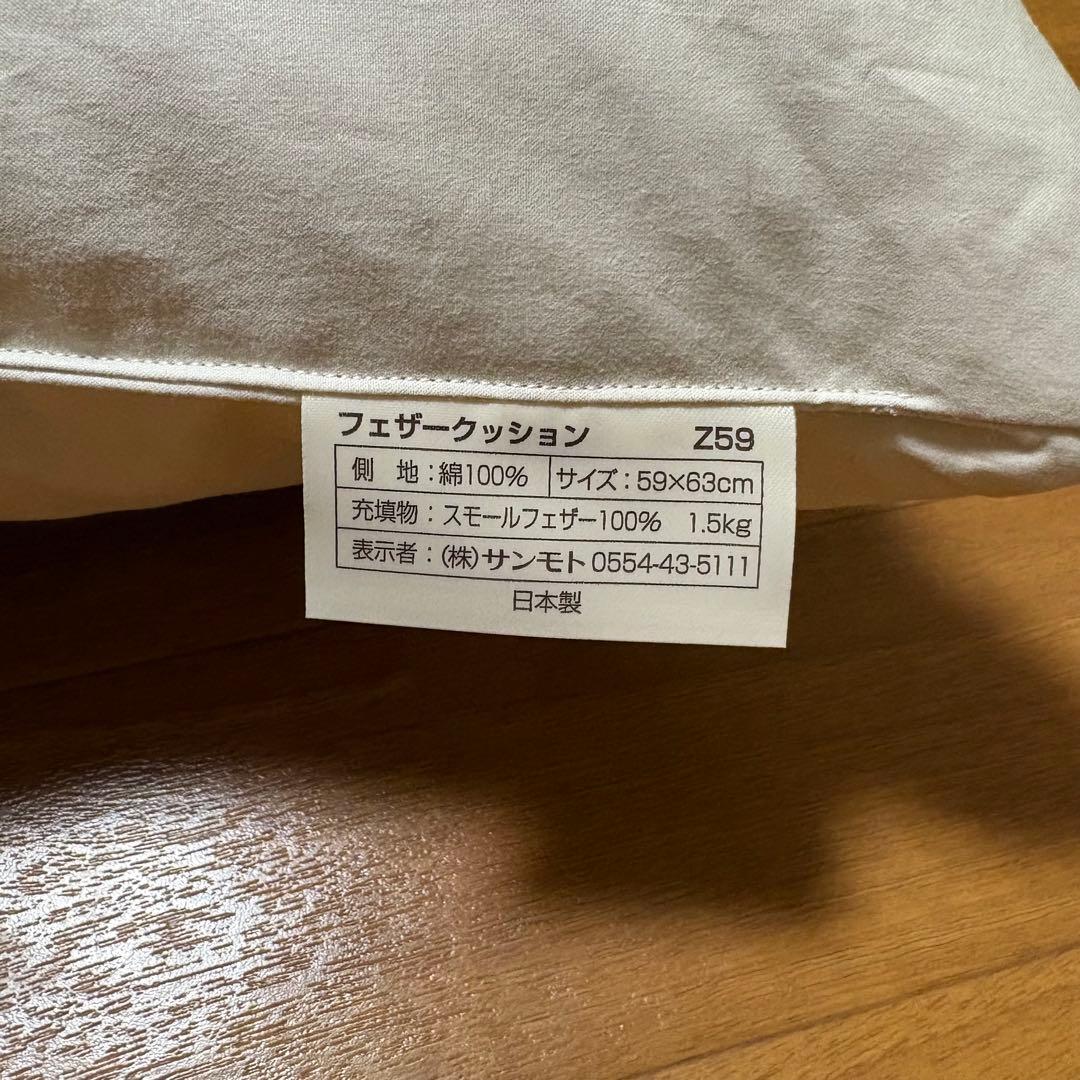 フェザークッション Z59
側 地：綿100% サイズ：59×63cm
充填物：スモールフェザー100% 1.5kg
表示者：(株)サンモト 0554-43-5111
日本製